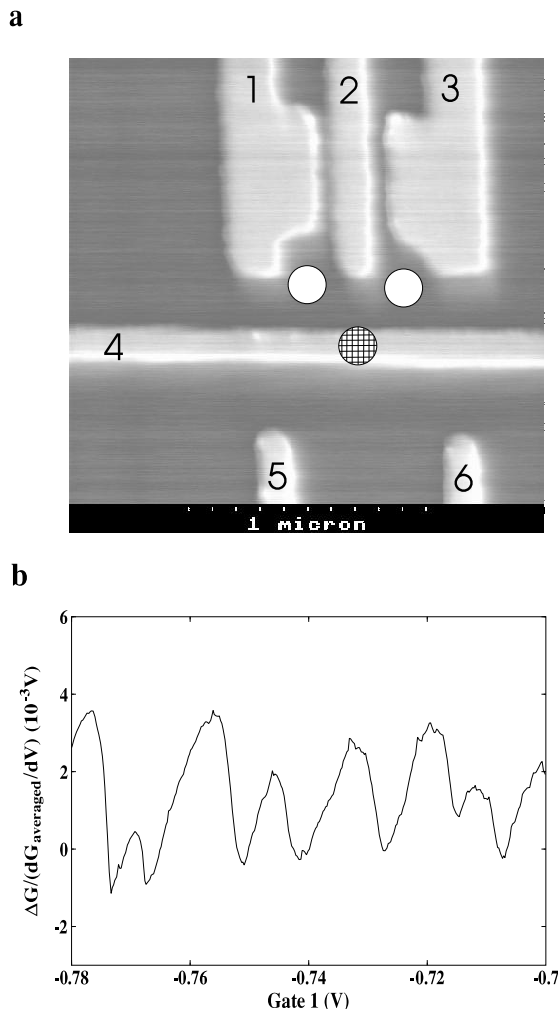 a
1 2 3
4
5 6
1 micron
b
6
4
2
0
-2
ΔG/(dG_averaged/dV) (10⁻³V)
-0.78 -0.76 -0.74 -0.72 -0.7
Gate 1 (V)